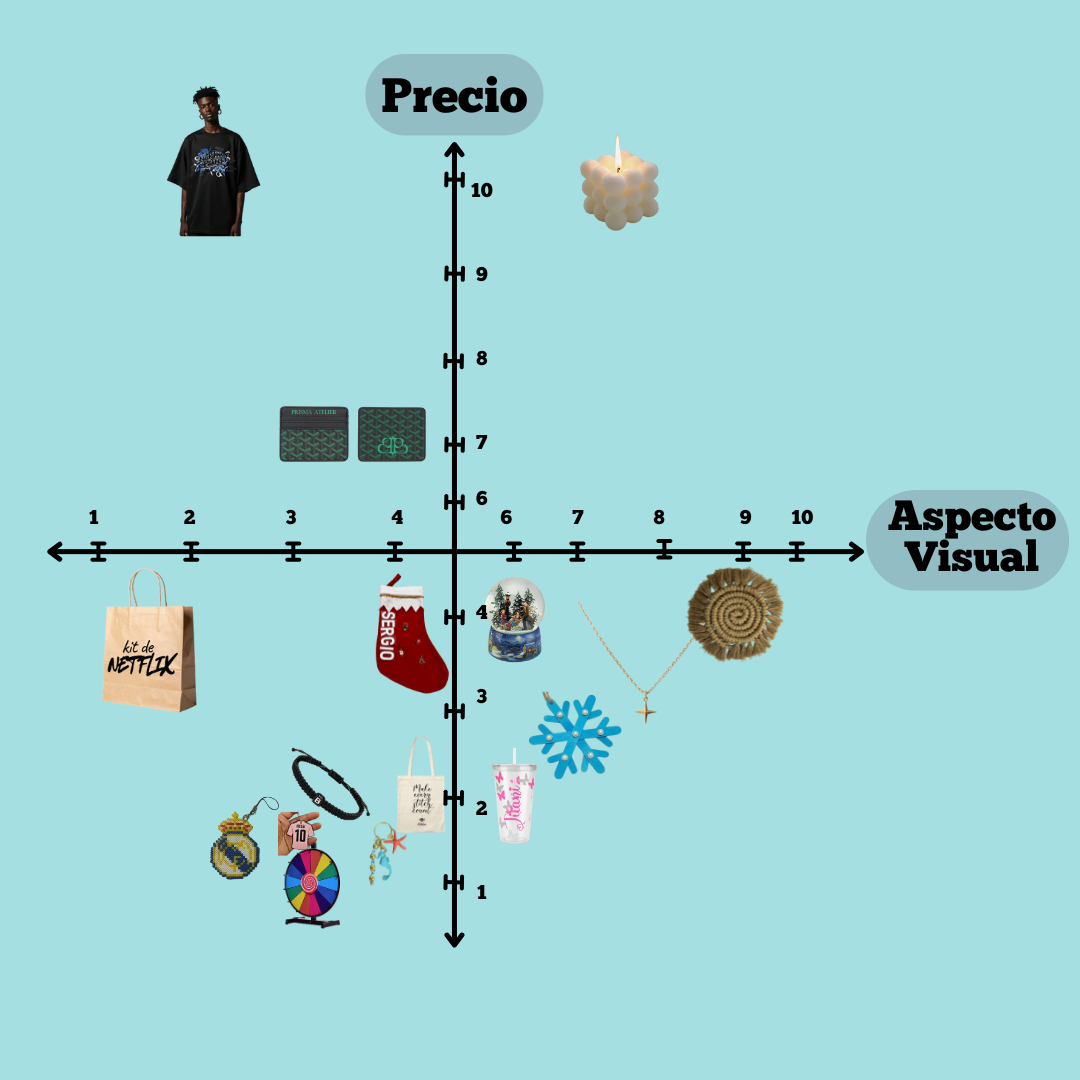 Precio
10
9
8
PRISMA ATELIER
7
6
1
2
3
4
6
7
8
9
10
Aspecto
Visual
4
SERGIO
kit de
NETFLIX
3
Make
every
stitch
count
2
10
1